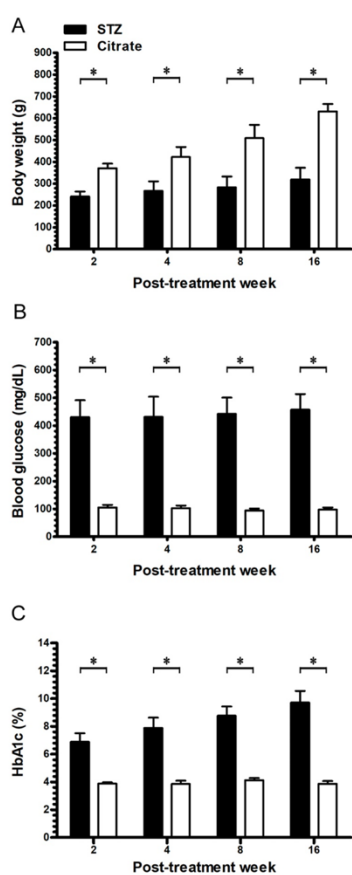 A
STZ
Citrate
Body weight (g)
900
800
700
600
500
400
300
200
100
0
* * * *
2 4 8 16
Post-treatment week
B
Blood glucose (mg/dL)
700
600
500
400
300
200
100
0
* * * *
2 4 8 16
Post-treatment week
C
HbA1c (%)
14
12
10
8
6
4
2
0
* * * *
2 4 8 16
Post-treatment week